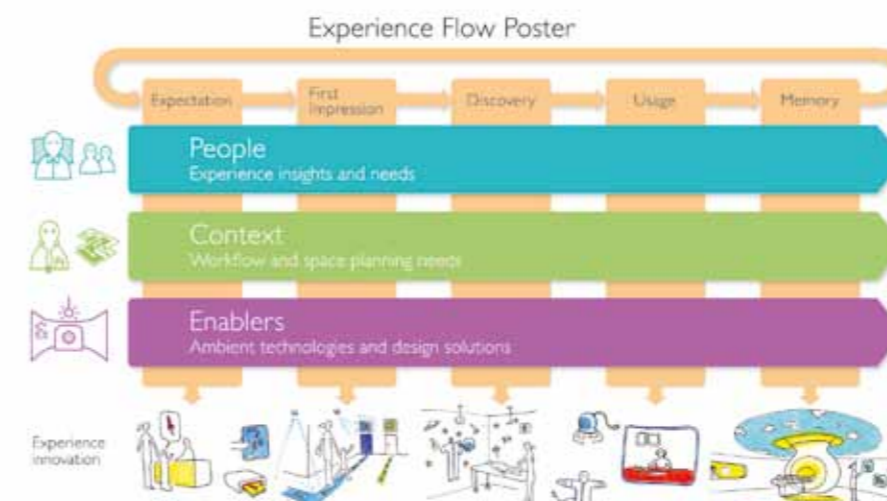 Experience Flow Poster
Expectation
First
Impression
Discovery
Usage
Memory
People
Experience insights and needs
Context
Workflow and space planning needs
Enablers
Ambient technologies and design solutions
Experience
innovation